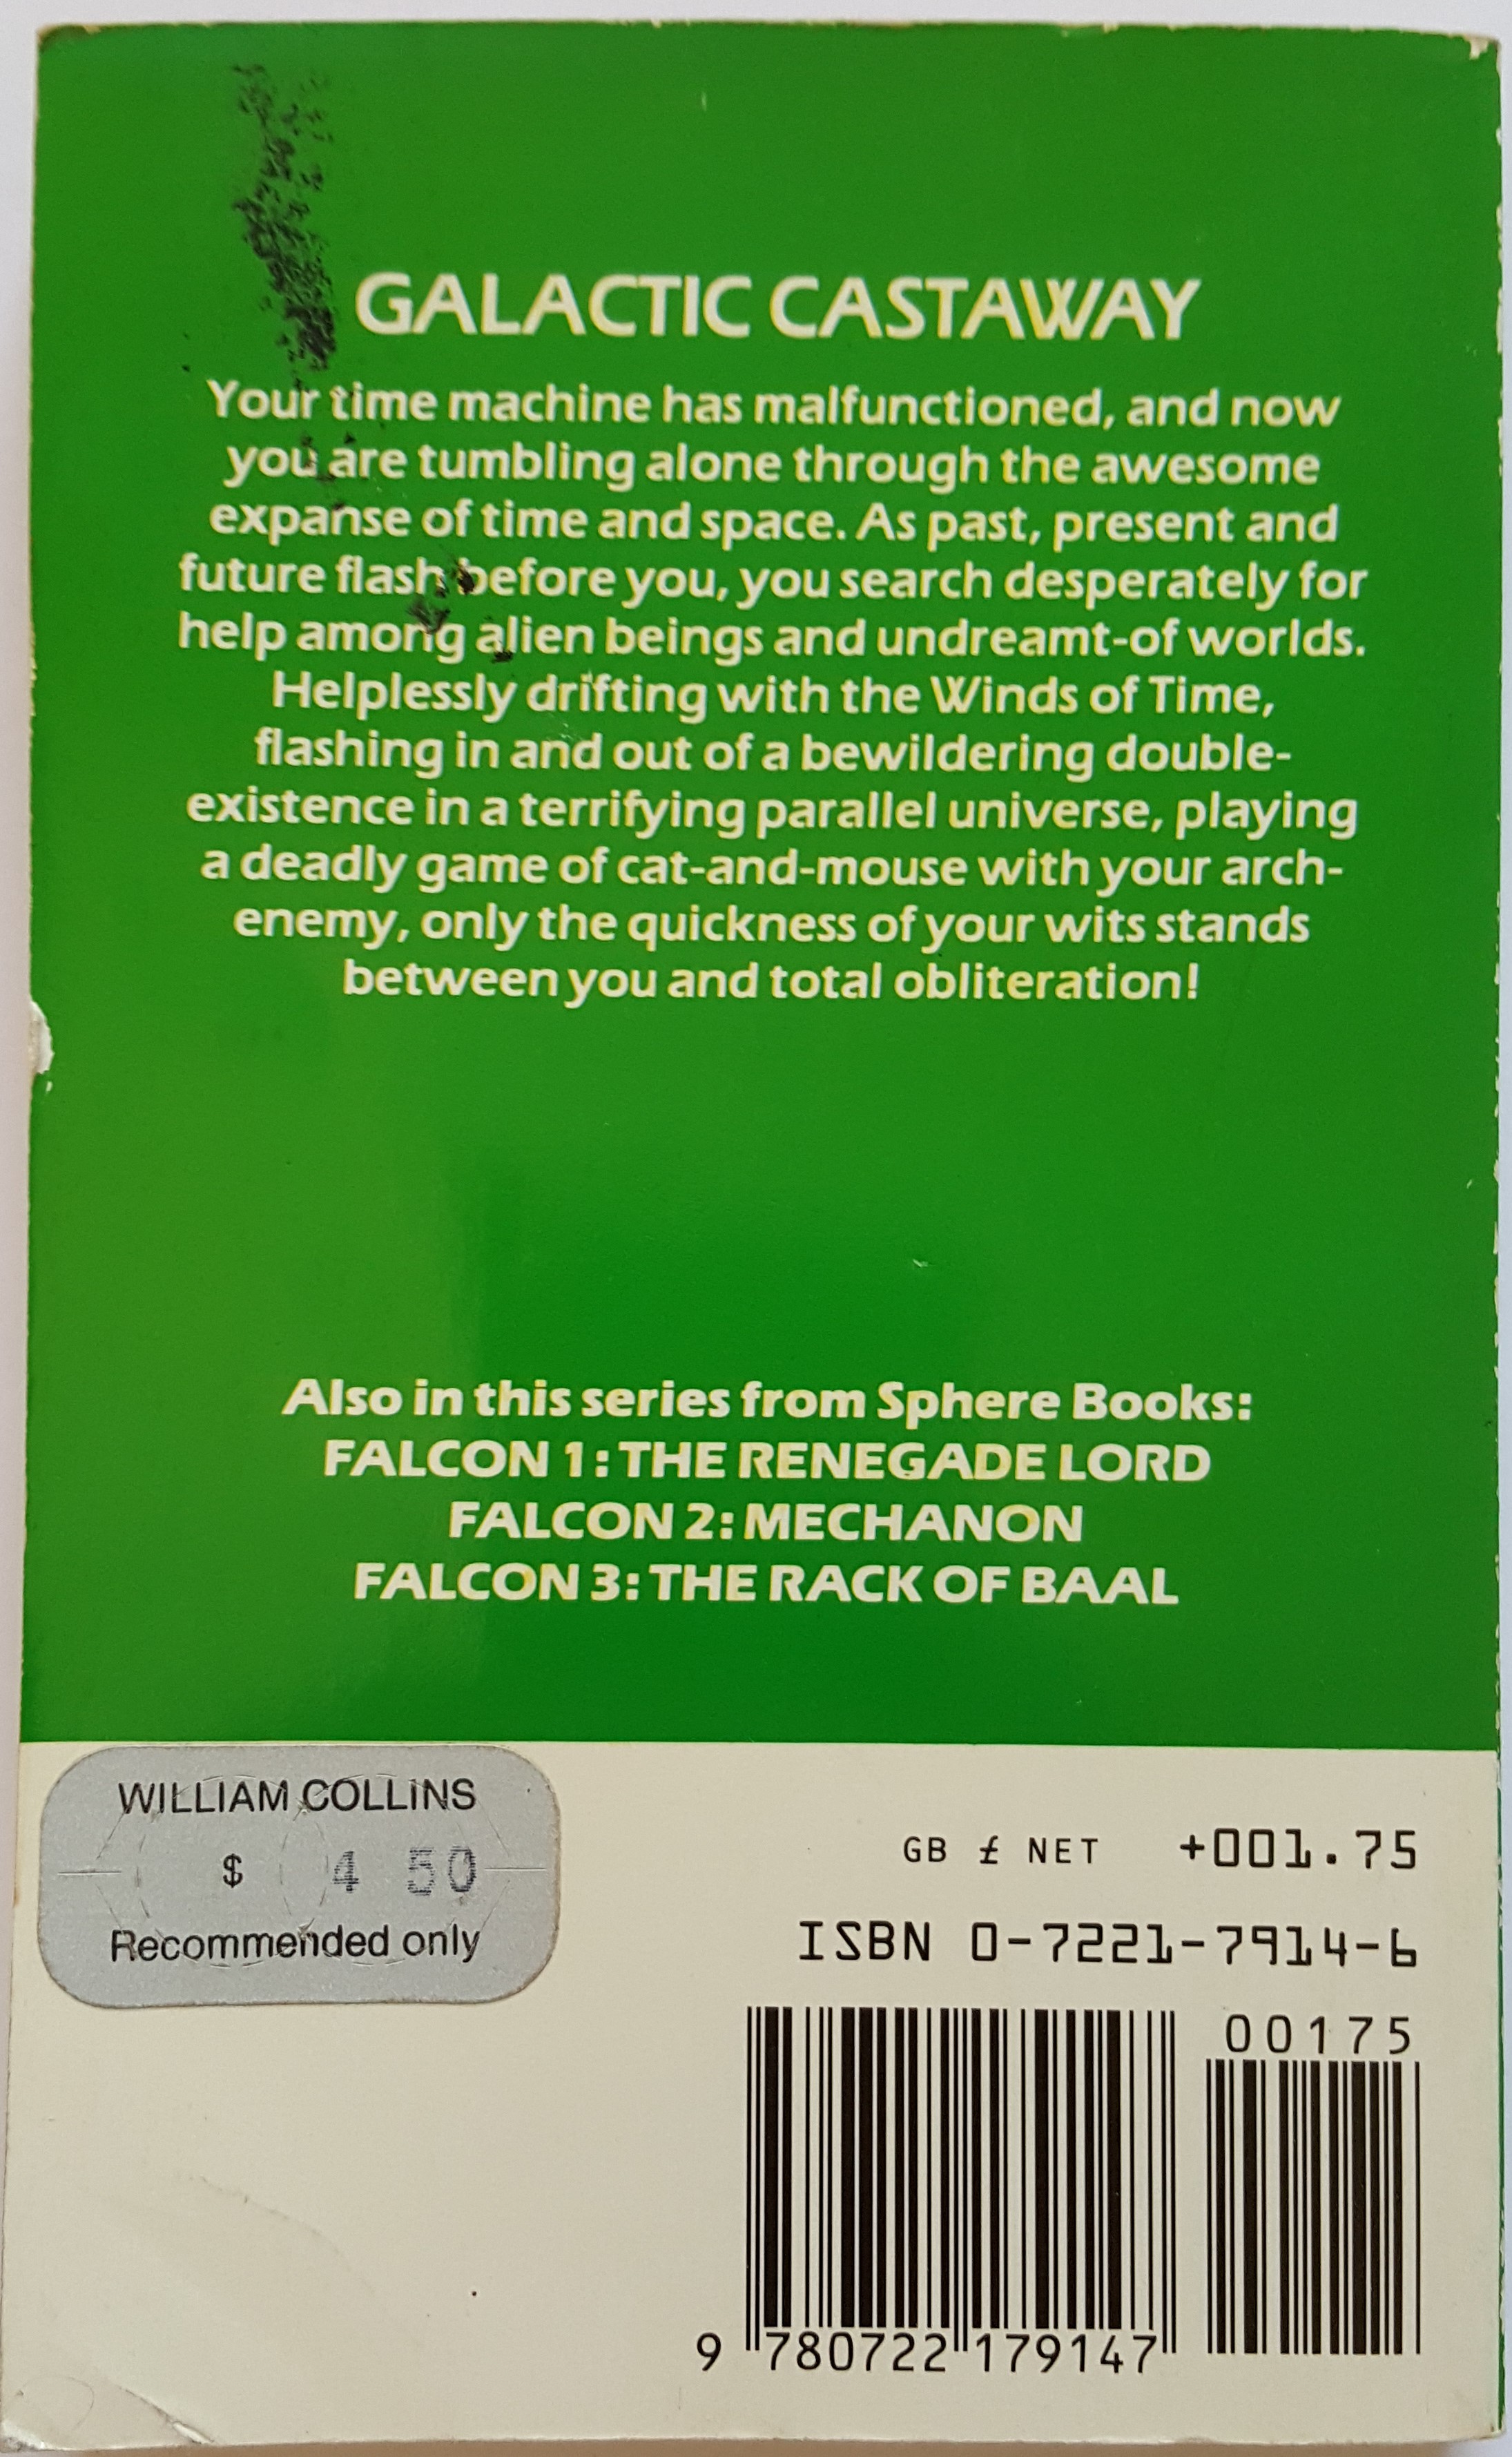 GALACTIC CASTAWAY
Your time machine has malfunctioned, and now
you are tumbling alone through the awesome
expanse of time and space. As past, present and
future flash before you, you search desperately for
help among alien beings and undreamt-of worlds.
Helplessly drifting with the Winds of Time,
flashing in and out of a bewildering double-
existence in a terrifying parallel universe, playing
a deadly game of cat-and-mouse with your arch-
enemy, only the quickness of your wits stands
between you and total obliteration!
Also in this series from Sphere Books:
FALCON 1: THE RENEGADE LORD
FALCON 2: MECHANON
FALCON 3: THE RACK OF BAAL
WILLIAM COLLINS
$ 4 50
Recommended only
GB £ NET +001.75
ISBN 0-7221-7914-6
00175
9 780722 179147